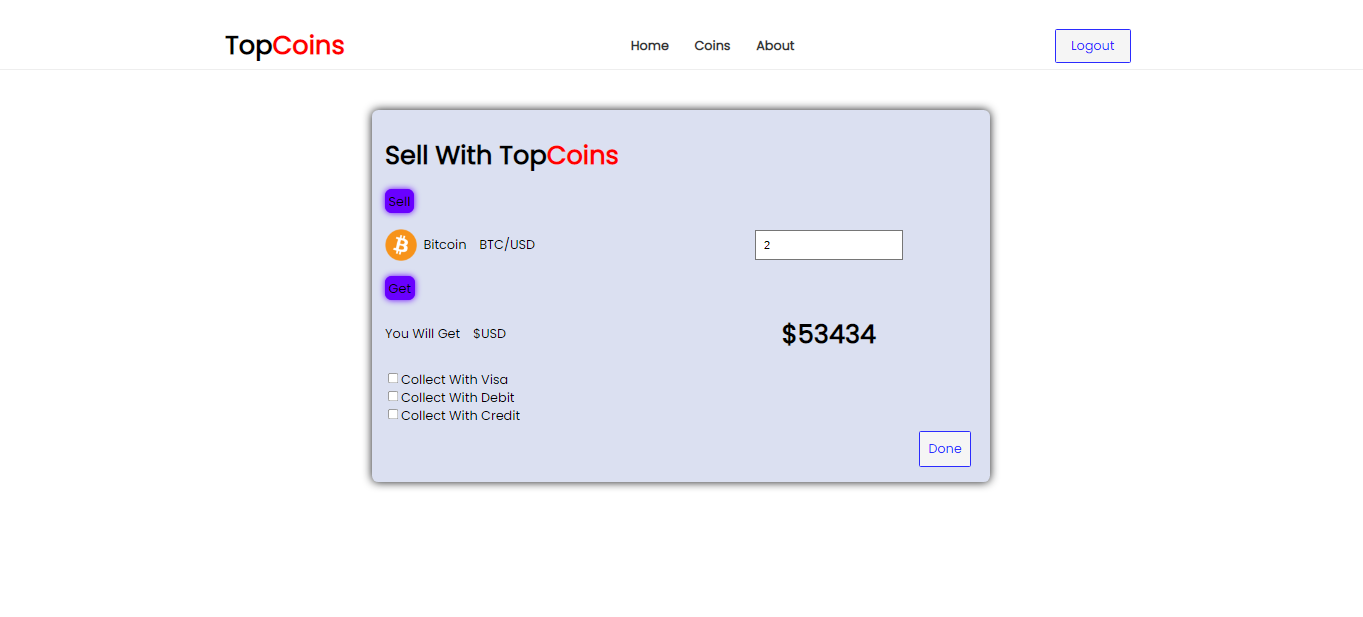 TopCoins Home Coins About Logout
Sell With TopCoins
Sell
Bitcoin BTC/USD 2
Get
You Will Get $USD $53434
Collect With Visa
Collect With Debit
Collect With Credit
Done